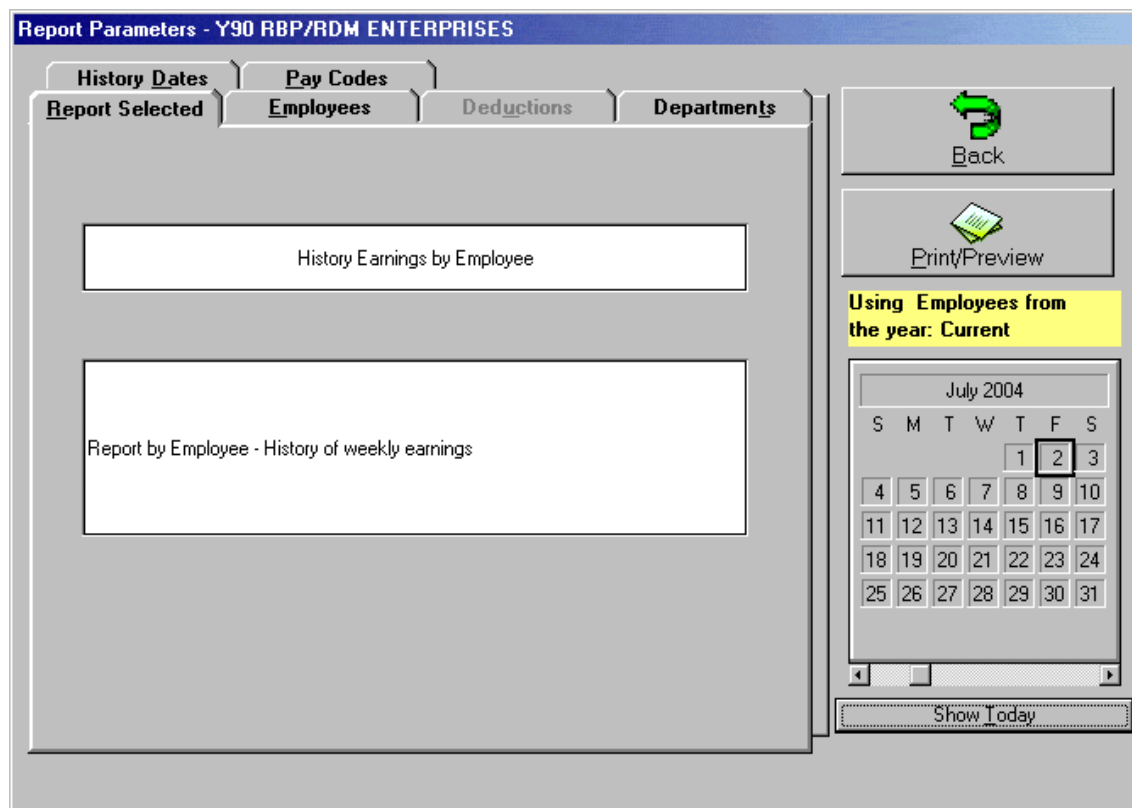 Report Parameters - Y90 RBP/RDM ENTERPRISES
History Dates Pay Codes
Report Selected Employees Deductions Departments
History Earnings by Employee
Report by Employee - History of weekly earnings
Back
Print/Preview
Using Employees from
the year: Current
July 2004
S M T W T F S
1 2 3
4 5 6 7 8 9 10
11 12 13 14 15 16 17
18 19 20 21 22 23 24
25 26 27 28 29 30 31
Show Today